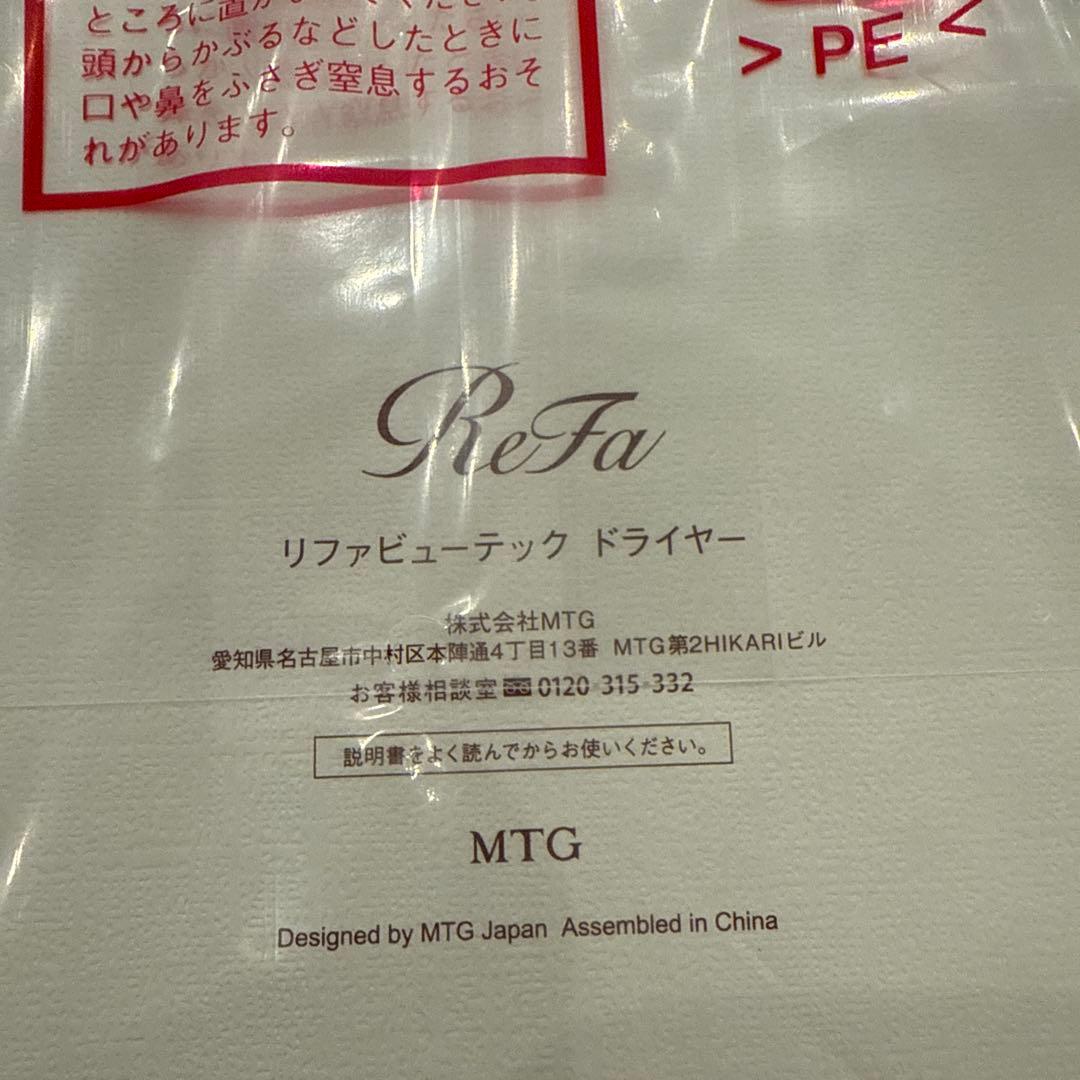 ところに置か
頭からかぶるなどしたときに
口や鼻をふさぎ窒息するおそ
れがあります。
> PE <
ReFa
リファビューテック ドライヤー
株式会社MTG
愛知県名古屋市中村区本陣通4丁目13番 MTG第2HIKARIビル
お客様相談室 0120-315-332
説明書をよく読んでからお使いください。
MTG
Designed by MTG Japan Assembled in China